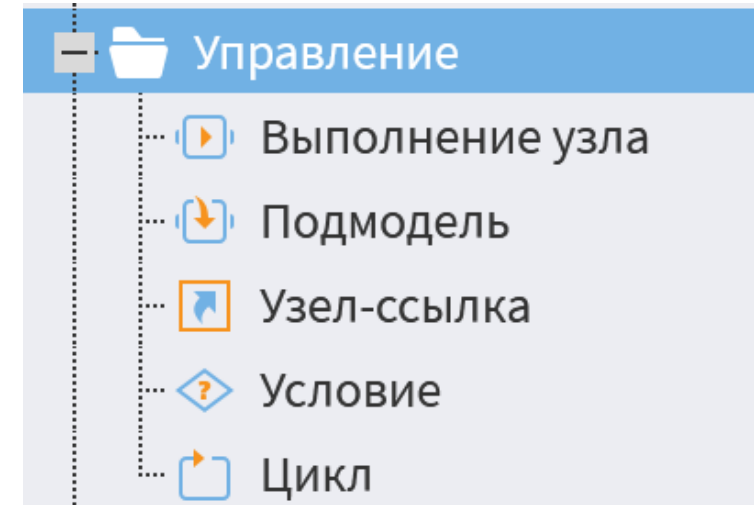 Управление
Выполнение узла
Подмодель
Узел-ссылка
Условие
Цикл